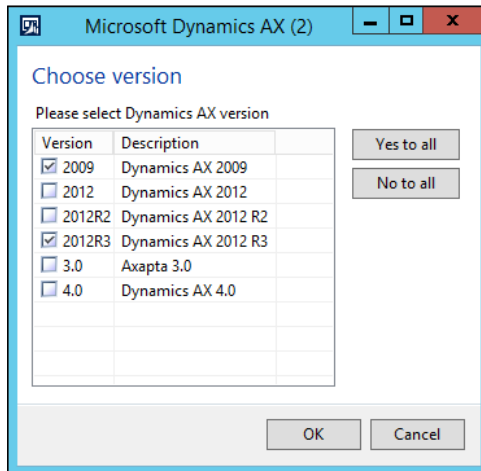 Microsoft Dynamics AX (2)
Choose version
Please select Dynamics AX version
Version Description
2009 Dynamics AX 2009
2012 Dynamics AX 2012
2012R2 Dynamics AX 2012 R2
2012R3 Dynamics AX 2012 R3
3.0 Axapta 3.0
4.0 Dynamics AX 4.0
Yes to all
No to all
OK Cancel